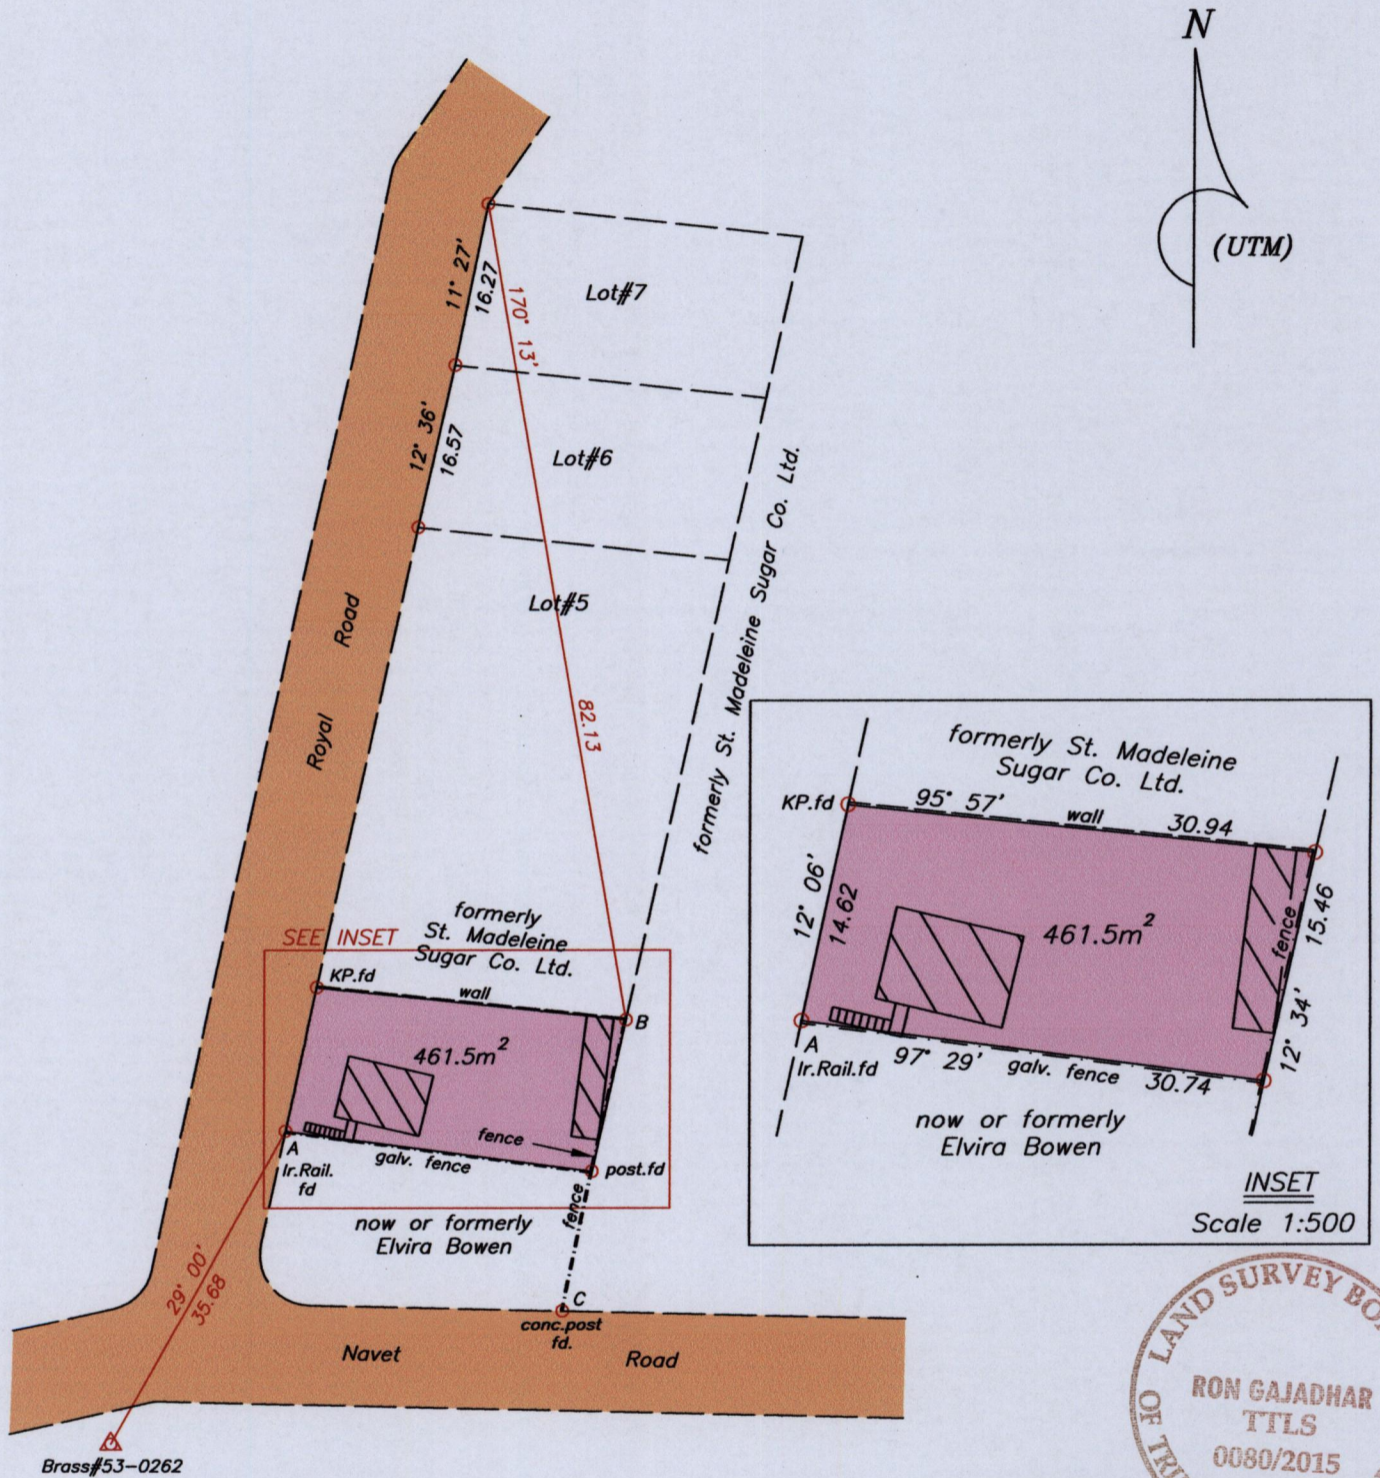 N
(UTM)
11° 27'
16.27
170° 13'
Lot#7
12° 36'
16.57
Lot#6
Lot#5
Royal Road
82.13
formerly St. Madeleine Sugar Co. Ltd.
SEE INSET
formerly
St. Madeleine
Sugar Co. Ltd.
KP.fd
wall
B
461.5m²
A
Ir.Rail.
fd
galv. fence
fence
post.fd
fence
now or formerly
Elvira Bowen
29° 00'
35.68
C
conc.post
fd.
Navet Road
Brass#53-0262
formerly St. Madeleine
Sugar Co. Ltd.
KP.fd
95° 57'
wall
30.94
12° 06'
14.62
461.5m²
fence
15.46
12° 34'
A
Ir.Rail.fd
97° 29'
galv. fence
30.74
now or formerly
Elvira Bowen
INSET
Scale 1:500
OF
LAND SURVEY
RON GAJADHAR
TTLS
0080/2015